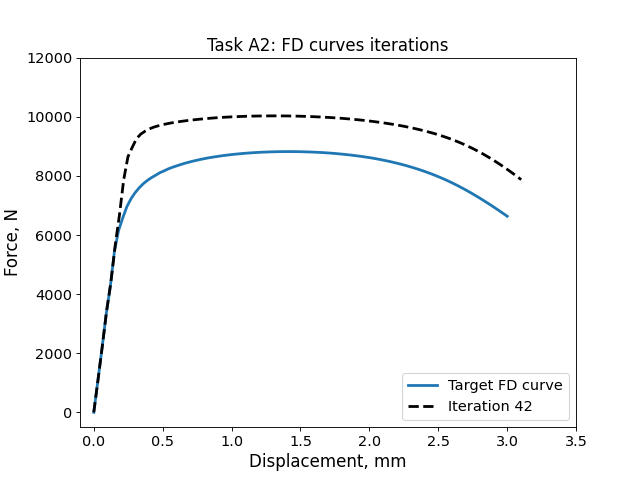 Task A2: FD curves iterations
12000
10000
8000
6000
4000
2000
0
Force, N
Target FD curve
Iteration 42
0.0 0.5 1.0 1.5 2.0 2.5 3.0 3.5
Displacement, mm